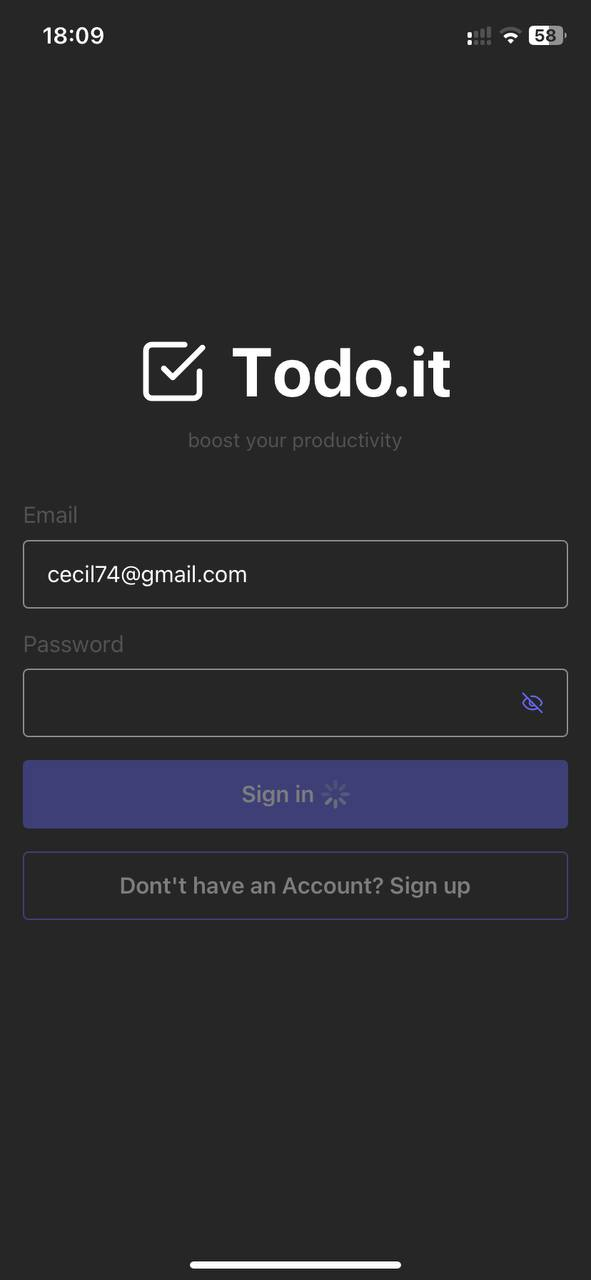 18:09
58
Todo.it
boost your productivity
Email
cecil74@gmail.com
Password
Sign in
Dont't have an Account? Sign up